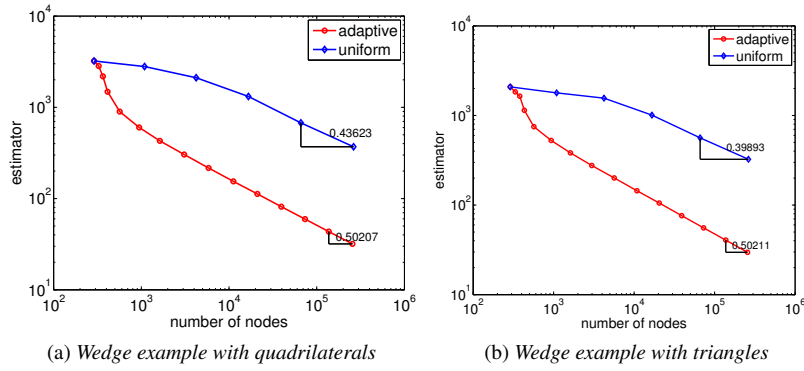 10^4
10^3
10^2
10^1
estimator
adaptive
uniform
0.43623
0.50207
10^2
10^3
10^4
10^5
10^6
number of nodes
(a) Wedge example with quadrilaterals
10^4
10^3
10^2
10^1
estimator
adaptive
uniform
0.39893
0.50211
10^2
10^3
10^4
10^5
10^6
number of nodes
(b) Wedge example with triangles